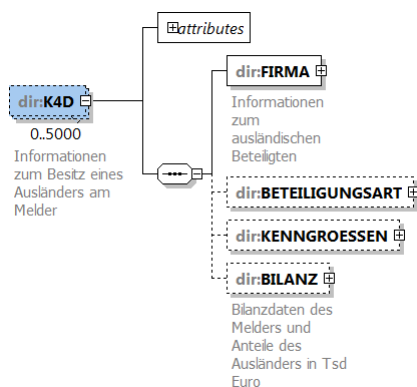 attributes
dir:K4D
0..5000
Informationen
zum Besitz eines
Ausländers am
Melder
dir:FIRMA
Informationen
zum
ausländischen
Beteiligten
dir:BETEILIGUNGSART
dir:KENNGROESSEN
dir:BILANZ
Bilanzdaten des
Melders und
Anteile des
Ausländers in Tsd
Euro